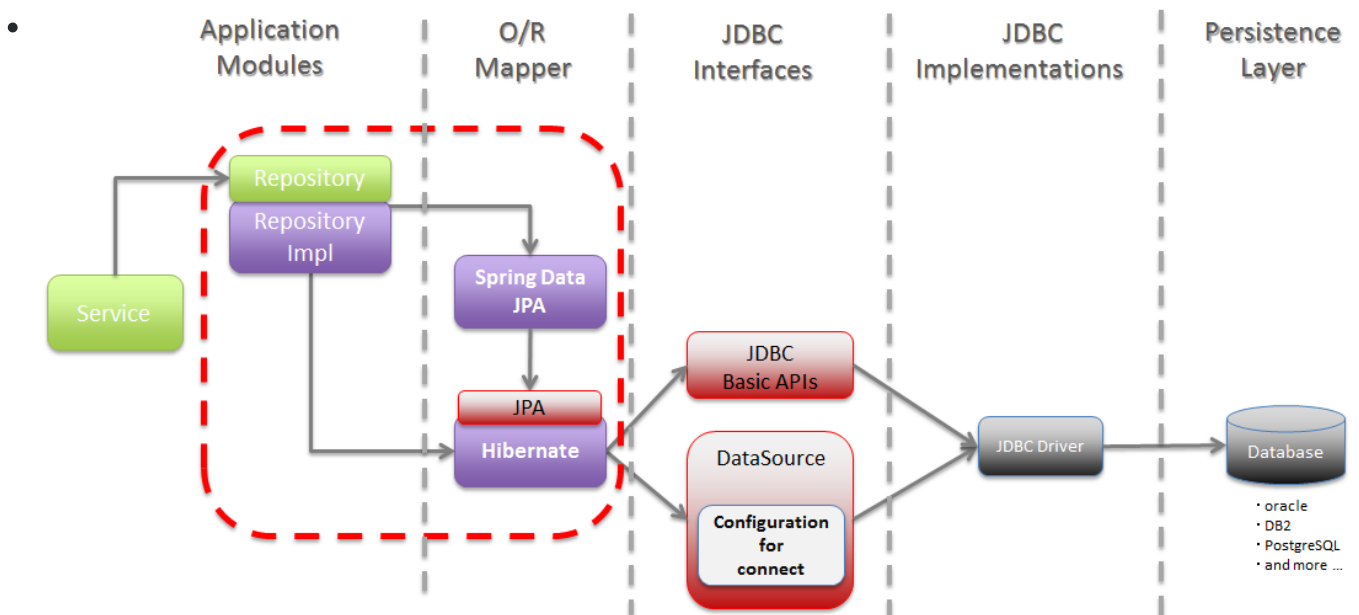 Application
Modules
O/R
Mapper
JDBC
Interfaces
JDBC
Implementations
Persistence
Layer
Repository
Repository
Impl
Service
Spring Data
JPA
JPA
Hibernate
JDBC
Basic APIs
DataSource
Configuration
for
connect
JDBC Driver
Database
・oracle
・DB2
・PostgreSQL
・and more ...